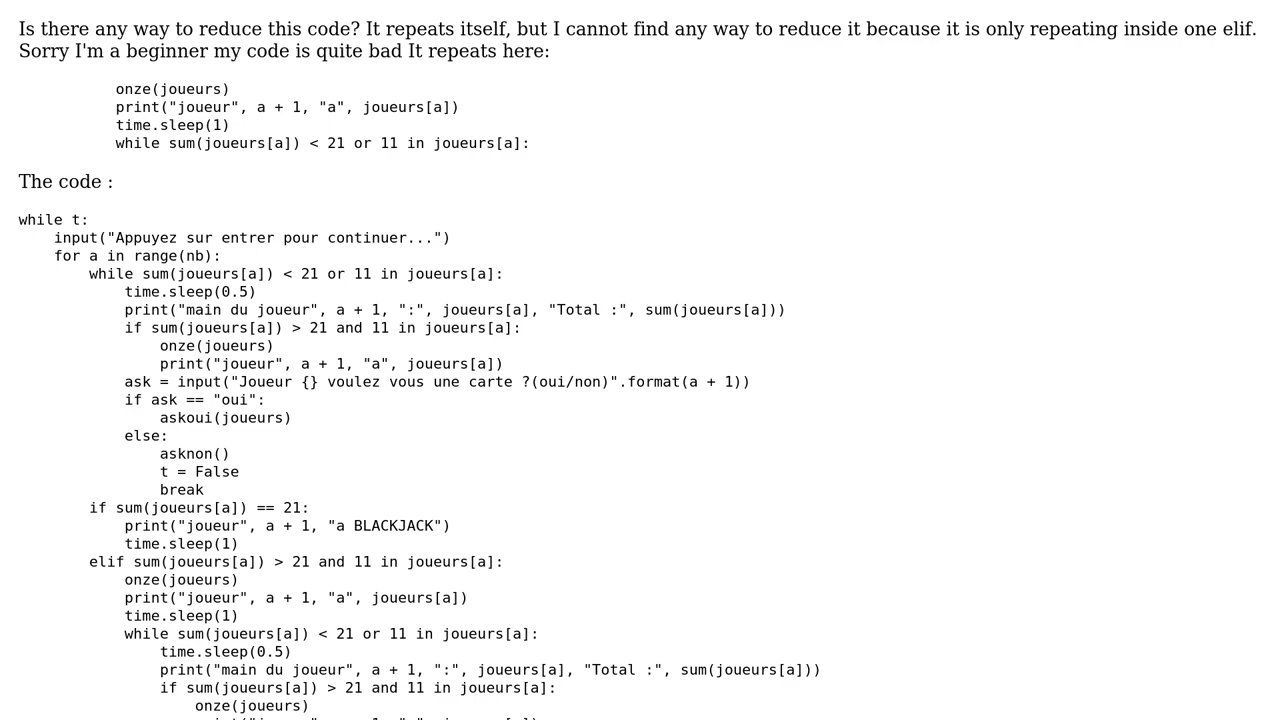 Is there any way to reduce this code? It repeats itself, but I cannot find any way to reduce it because it is only repeating inside one elif.
Sorry I'm a beginner my code is quite bad It repeats here:
onze(joueurs)
print("joueur", a + 1, "a", joueurs[a])
time.sleep(1)
while sum(joueurs[a]) < 21 or 11 in joueurs[a]:
The code :
while t:
    input("Appuyez sur entrer pour continuer...")
    for a in range(nb):
        while sum(joueurs[a]) < 21 or 11 in joueurs[a]:
            time.sleep(0.5)
            print("main du joueur", a + 1, ":", joueurs[a], "Total :", sum(joueurs[a]))
            if sum(joueurs[a]) > 21 and 11 in joueurs[a]:
                onze(joueurs)
                print("joueur", a + 1, "a", joueurs[a])
            ask = input("Joueur {} voulez vous une carte ?(oui/non)".format(a + 1))
            if ask == "oui":
                askoui(joueurs)
            else:
                asknon()
                t = False
                break
        if sum(joueurs[a]) == 21:
            print("joueur", a + 1, "a BLACKJACK")
            time.sleep(1)
        elif sum(joueurs[a]) > 21 and 11 in joueurs[a]:
            onze(joueurs)
            print("joueur", a + 1, "a", joueurs[a])
            time.sleep(1)
            while sum(joueurs[a]) < 21 or 11 in joueurs[a]:
                time.sleep(0.5)
                print("main du joueur", a + 1, ":", joueurs[a], "Total :", sum(joueurs[a]))
                if sum(joueurs[a]) > 21 and 11 in joueurs[a]:
                    onze(joueurs)